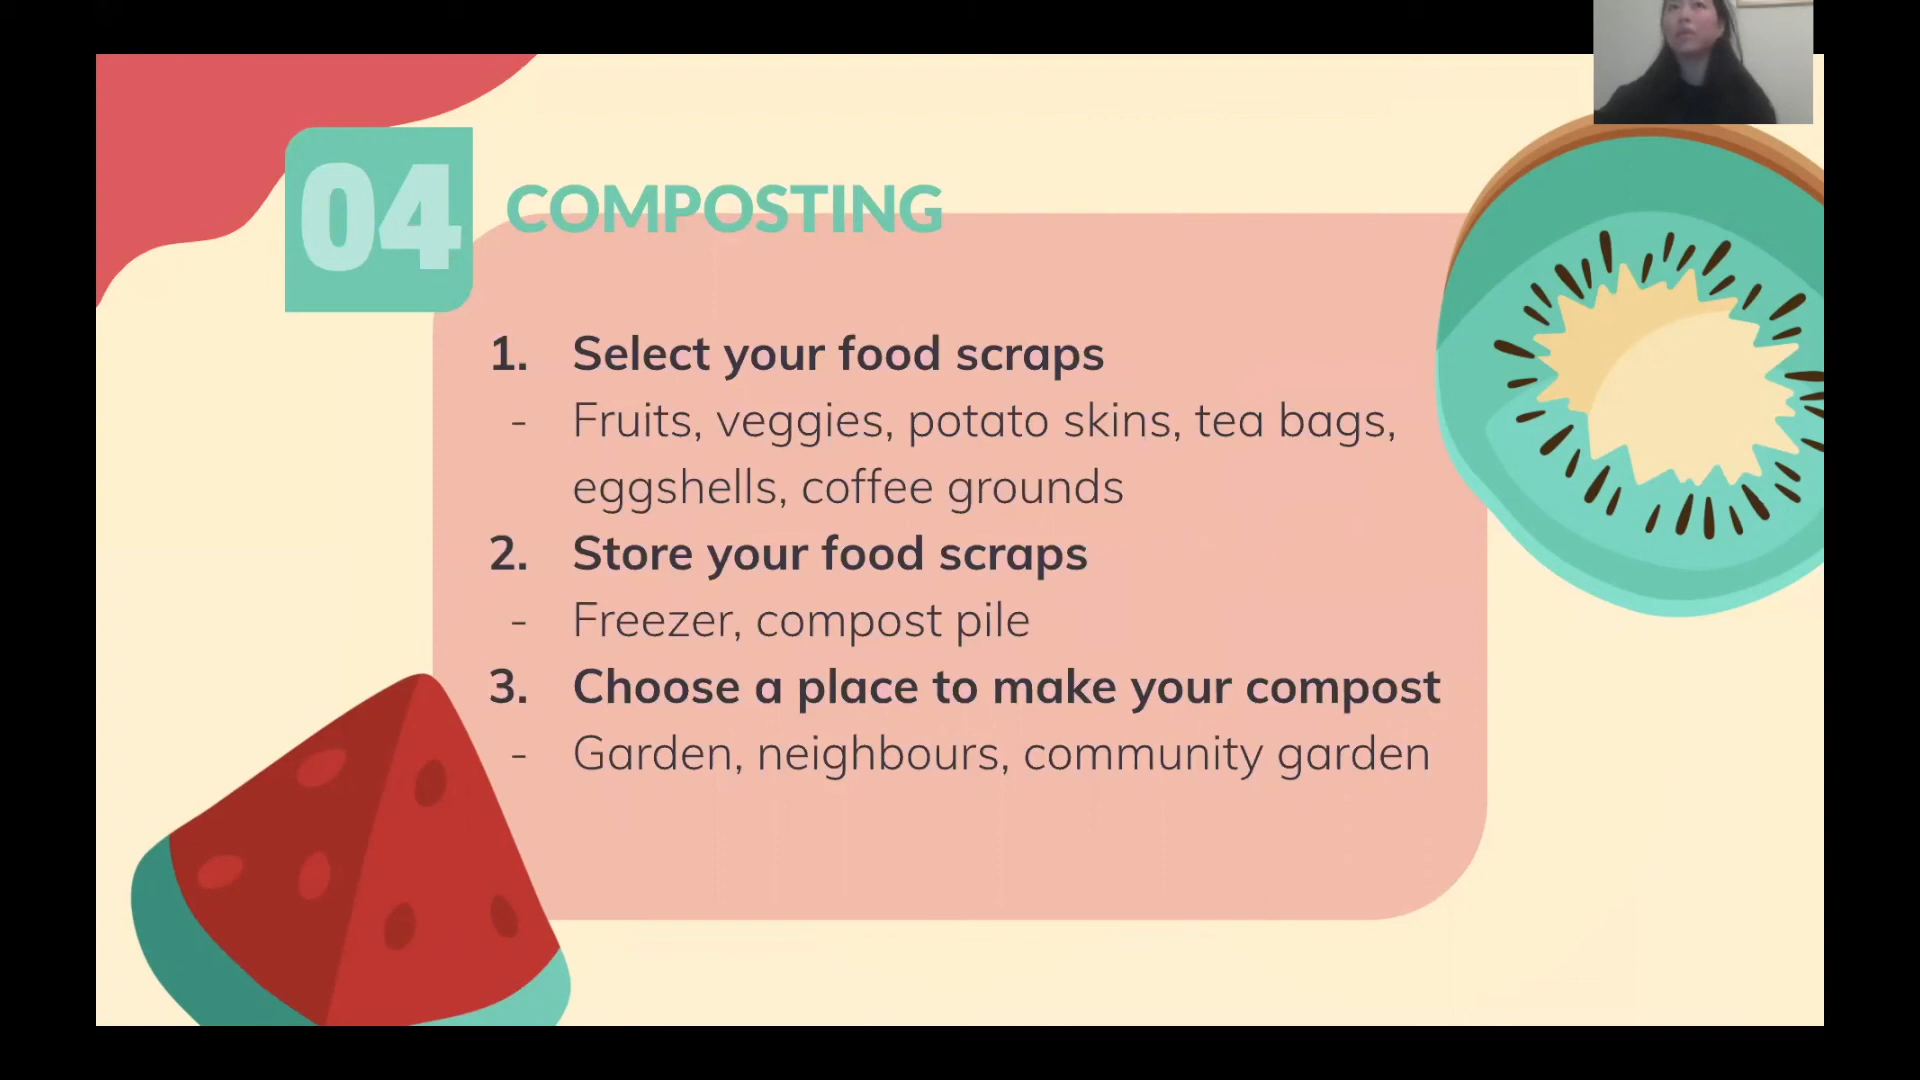 04
COMPOSTING
1. Select your food scraps
- Fruits, veggies, potato skins, tea bags,
eggshells, coffee grounds
2. Store your food scraps
- Freezer, compost pile
3. Choose a place to make your compost
- Garden, neighbours, community garden